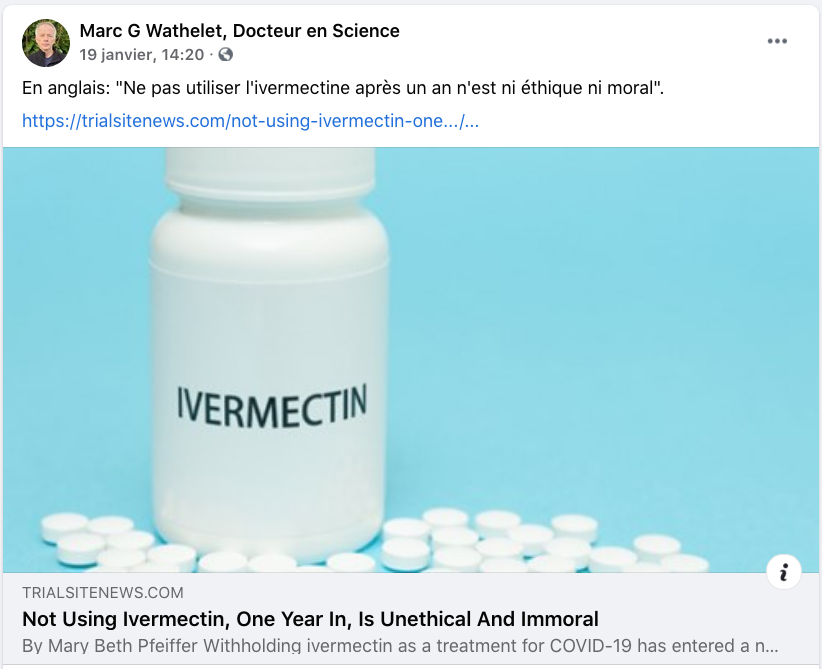 Marc G Wathelet, Docteur en Science
19 janvier, 14:20 ·
En anglais: "Ne pas utiliser l'ivermectine après un an n'est ni éthique ni moral".
https://trialsitenews.com/not-using-ivermectin-one.../...
IVERMECTIN
TRIALSITENEWS.COM
Not Using Ivermectin, One Year In, Is Unethical And Immoral
By Mary Beth Pfeiffer Withholding ivermectin as a treatment for COVID-19 has entered a n...